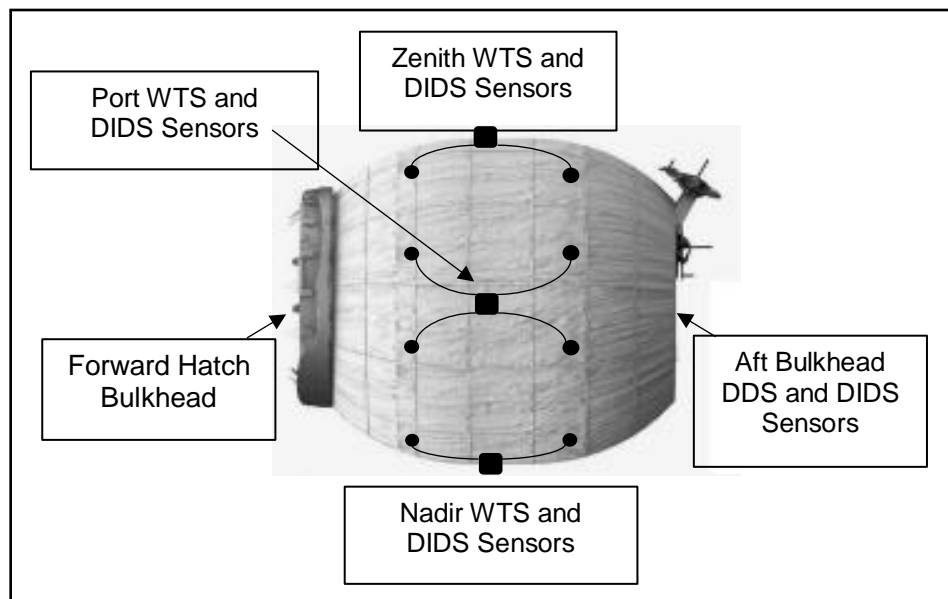 Zenith WTS and
DIDS Sensors
Port WTS and
DIDS Sensors
Forward Hatch
Bulkhead
Aft Bulkhead
DDS and DIDS
Sensors
Nadir WTS and
DIDS Sensors